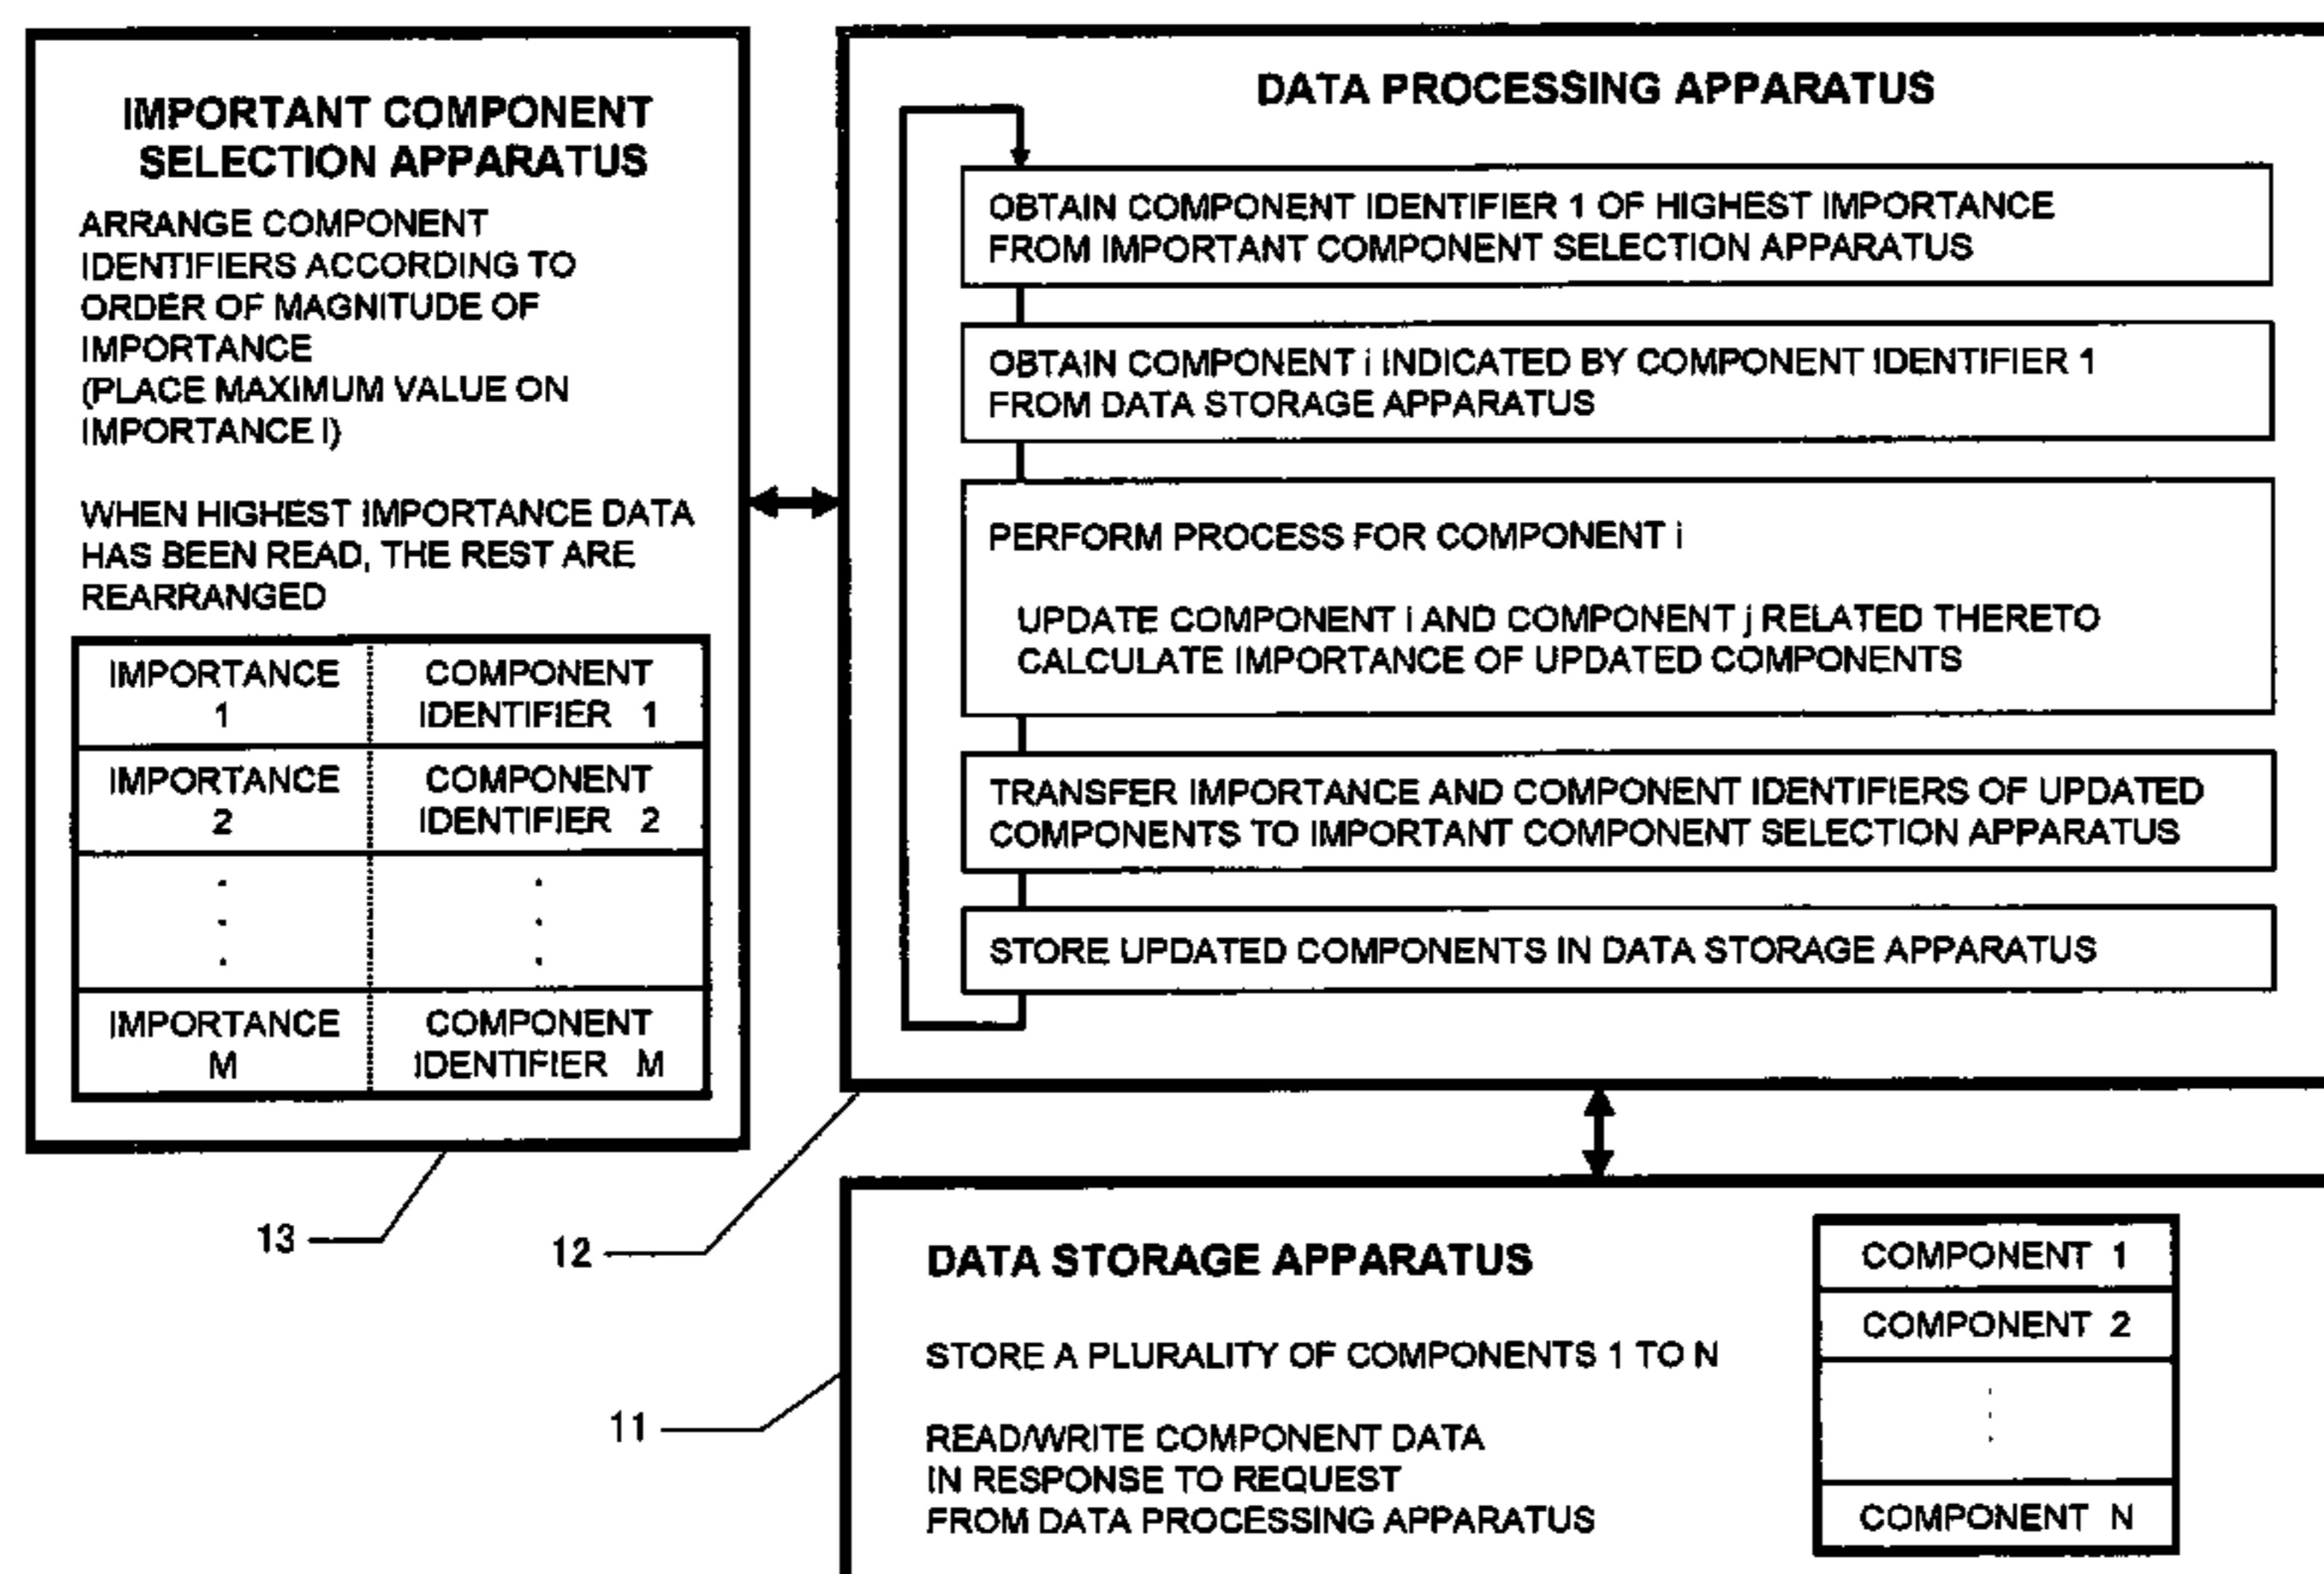 IMPORTANT COMPONENT
SELECTION APPARATUS
ARRANGE COMPONENT
IDENTIFIERS ACCORDING TO
ORDER OF MAGNITUDE OF
IMPORTANCE
(PLACE MAXIMUM VALUE ON
IMPORTANCE I)
WHEN HIGHEST IMPORTANCE DATA
HAS BEEN READ, THE REST ARE
REARRANGED
IMPORTANCE
1
COMPONENT
IDENTIFIER 1
IMPORTANCE
2
COMPONENT
IDENTIFIER 2
IMPORTANCE
M
COMPONENT
IDENTIFIER M
13
DATA PROCESSING APPARATUS
OBTAIN COMPONENT IDENTIFIER 1 OF HIGHEST IMPORTANCE
FROM IMPORTANT COMPONENT SELECTION APPARATUS
OBTAIN COMPONENT i INDICATED BY COMPONENT IDENTIFIER 1
FROM DATA STORAGE APPARATUS
PERFORM PROCESS FOR COMPONENT i
UPDATE COMPONENT i AND COMPONENT j RELATED THERETO
CALCULATE IMPORTANCE OF UPDATED COMPONENTS
TRANSFER IMPORTANCE AND COMPONENT IDENTIFIERS OF UPDATED
COMPONENTS TO IMPORTANT COMPONENT SELECTION APPARATUS
STORE UPDATED COMPONENTS IN DATA STORAGE APPARATUS
12
DATA STORAGE APPARATUS
STORE A PLURALITY OF COMPONENTS 1 TO N
READ/WRITE COMPONENT DATA
IN RESPONSE TO REQUEST
FROM DATA PROCESSING APPARATUS
COMPONENT 1
COMPONENT 2
COMPONENT N
11